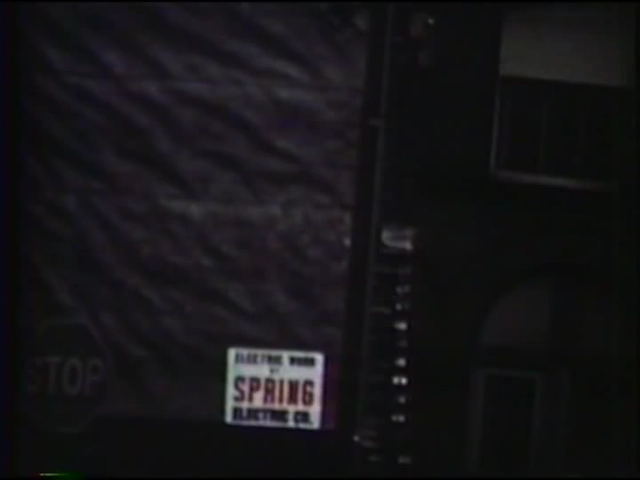 STOP
ELECTRIC WORK
BY
SPRING
ELECTRIC CO.